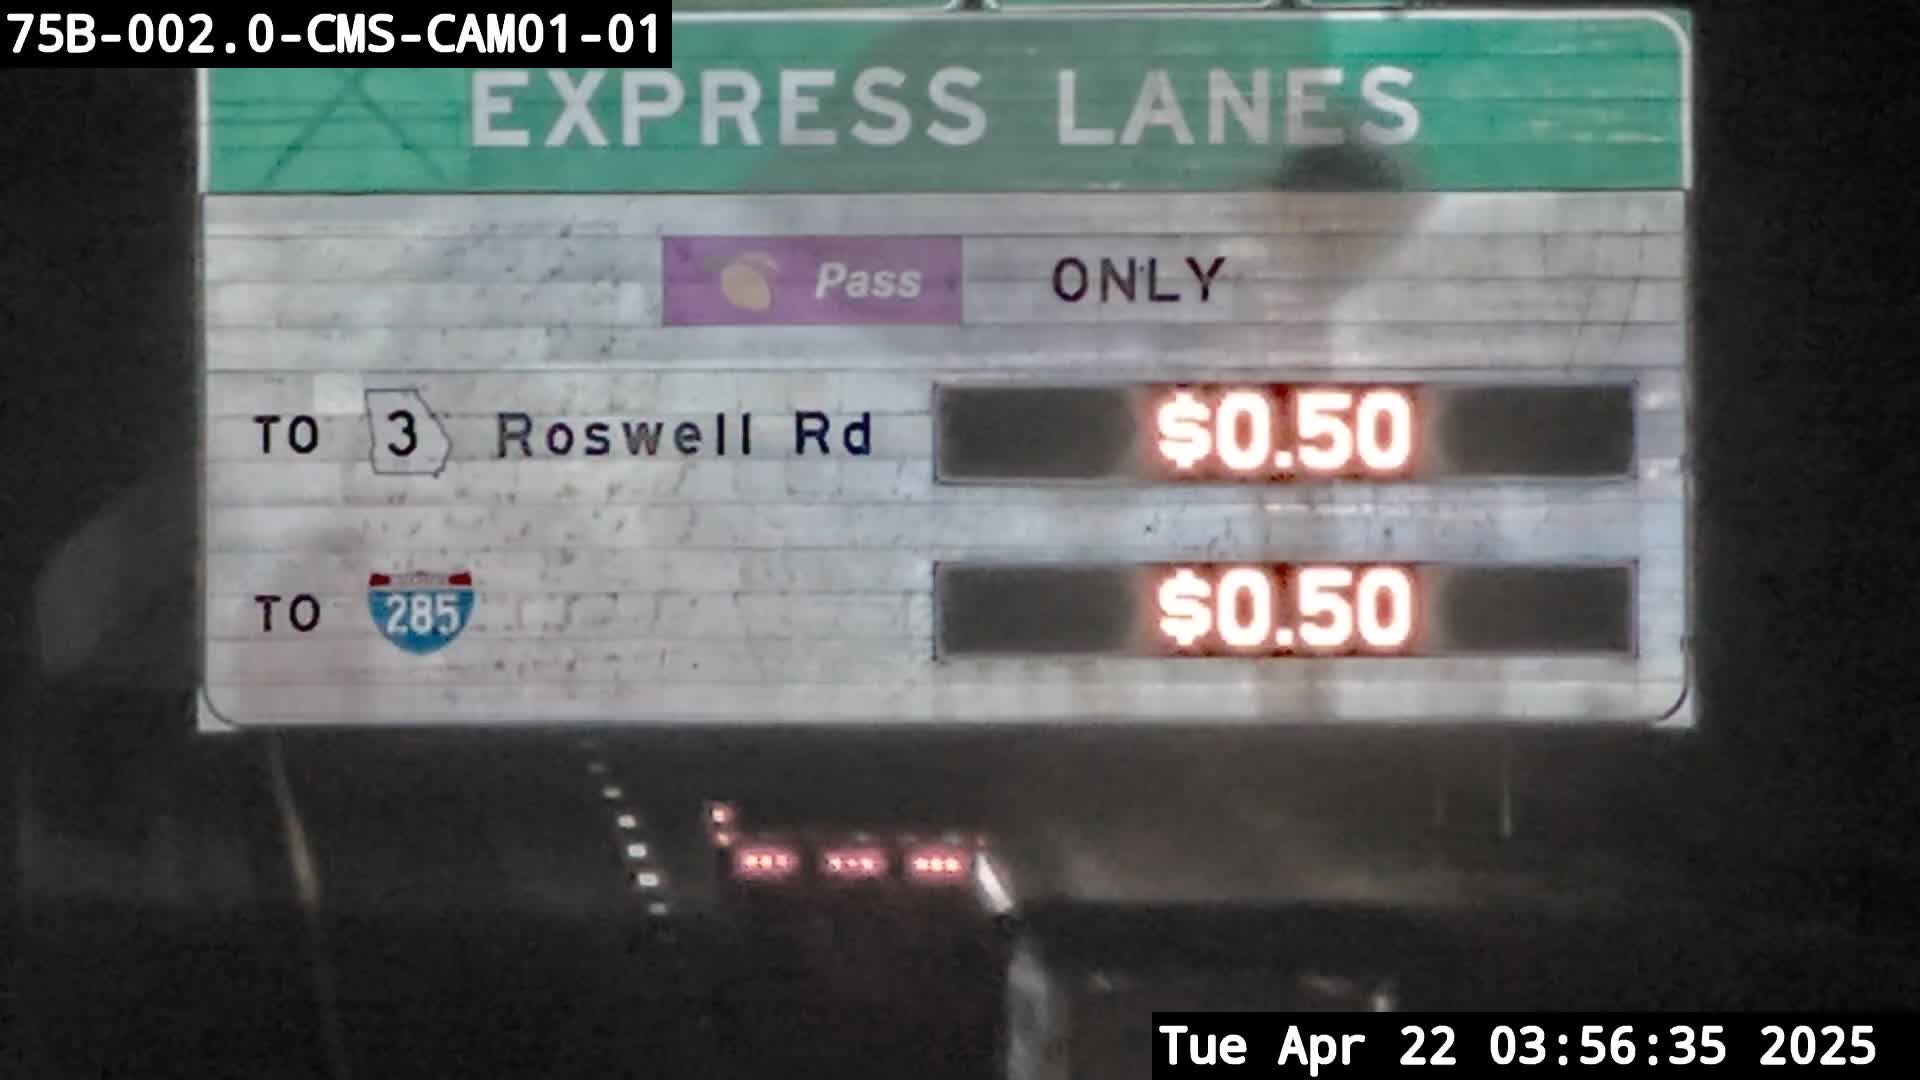 75B-002.0-CMS-CAM01-01
EXPRESS LANES
Pass ONLY
TO 3 Roswell Rd $0.50
TO 285 $0.50
Tue Apr 22 03:56:35 2025